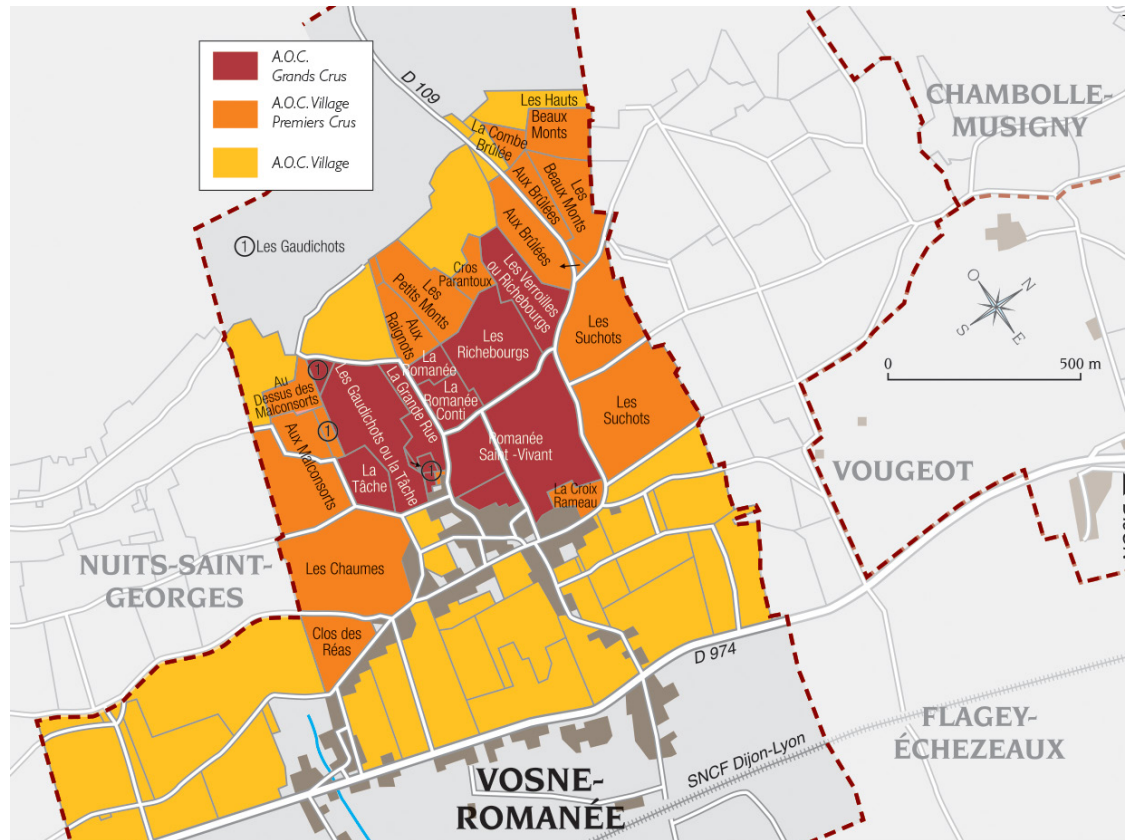 A.O.C.
Grands Crus
A.O.C. Village
Premiers Crus
A.O.C. Village
D 109
Les Hauts
Beaux
Monts
La Combe
Brûlée
Aux Brûlées
Les
Beaux Monts
Aux Brûlées
CHAMBOLLE-
MUSIGNY
1 Les Gaudichots
Cros
Parantoux
Les Verroilles
ou Richebourgs
Les
Petits Monts
Aux
Raignots
Les
Richebourgs
Les
Suchots
O
N
S
E
0
500 m
La
Romanée
La
Romanée
Conti
La Grande Rue
Les Gaudichots ou la Tâche
1
Au
Dessus des
Malconsorts
1
Aux Malconsorts
La
Tâche
1
Romanée
Saint -Vivant
Les
Suchots
La Croix
Rameau
VOUGEOT
NUITS-SAINT-
GEORGES
Les Chaumes
Clos des
Réas
D 974
FLAGEY-
ÉCHEZEAUX
SNCF Dijon-Lyon
VOSNE-
ROMANÉE